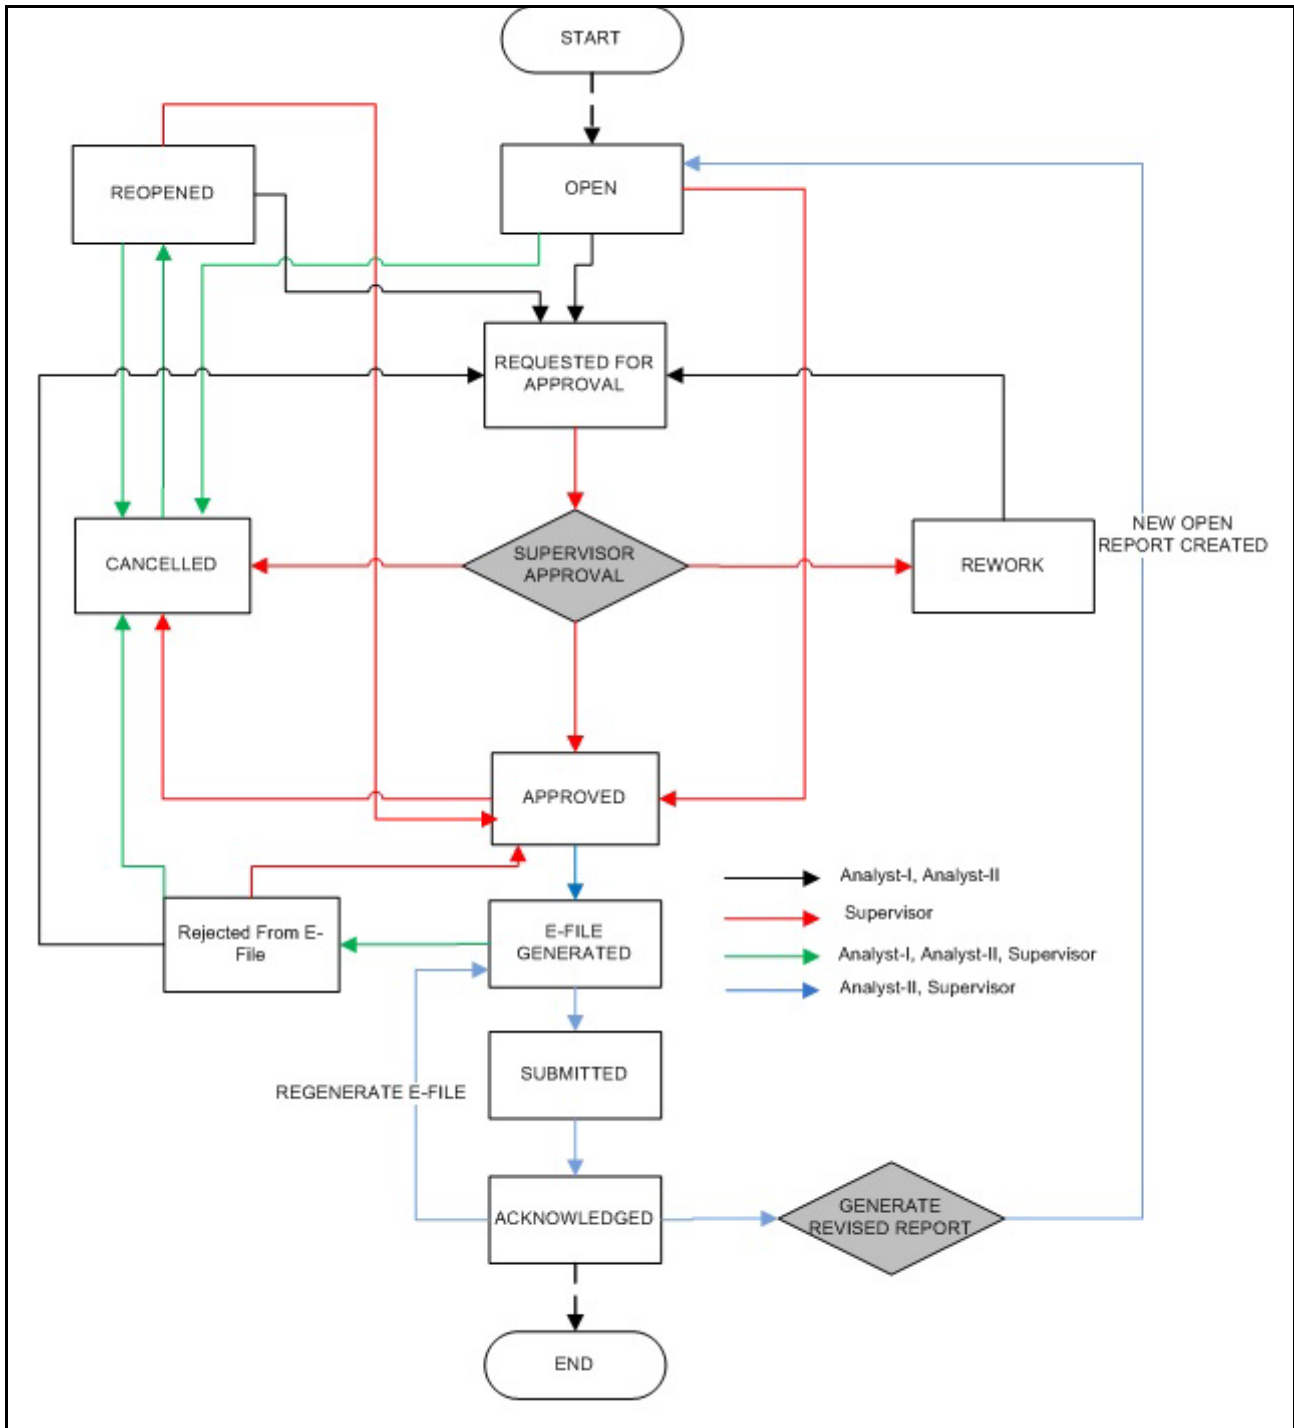 START
REOPENED
OPEN
REQUESTED FOR
APPROVAL
CANCELLED
SUPERVISOR
APPROVAL
REWORK
NEW OPEN
REPORT CREATED
APPROVED
Rejected From E-
File
E-FILE
GENERATED
Analyst-I, Analyst-II
Supervisor
Analyst-I, Analyst-II, Supervisor
Analyst-II, Supervisor
SUBMITTED
REGENERATE E-FILE
ACKNOWLEDGED
GENERATE
REVISED REPORT
END